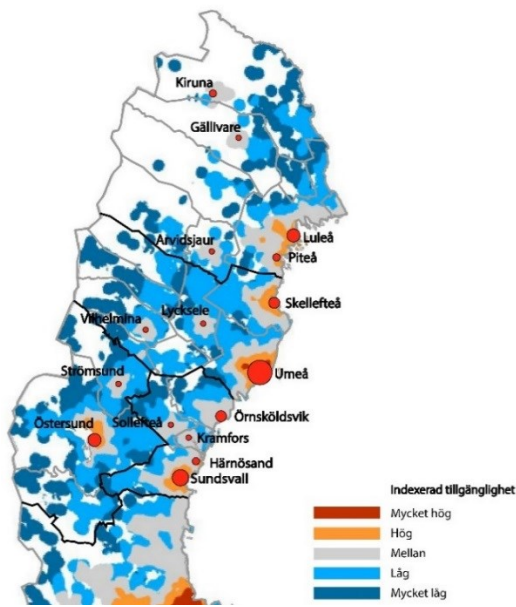 Kiruna
Gällivare
Luleå
Arvidsjaur
Piteå
Skellefteå
Lycksele
Vilhelmina
Umeå
Strömsund
Örnsköldsvik
Östersund
Sollefteå
Kramfors
Härnösand
Sundsvall
Indexerad tillgänglighet
Mycket hög
Hög
Mellan
Låg
Mycket låg